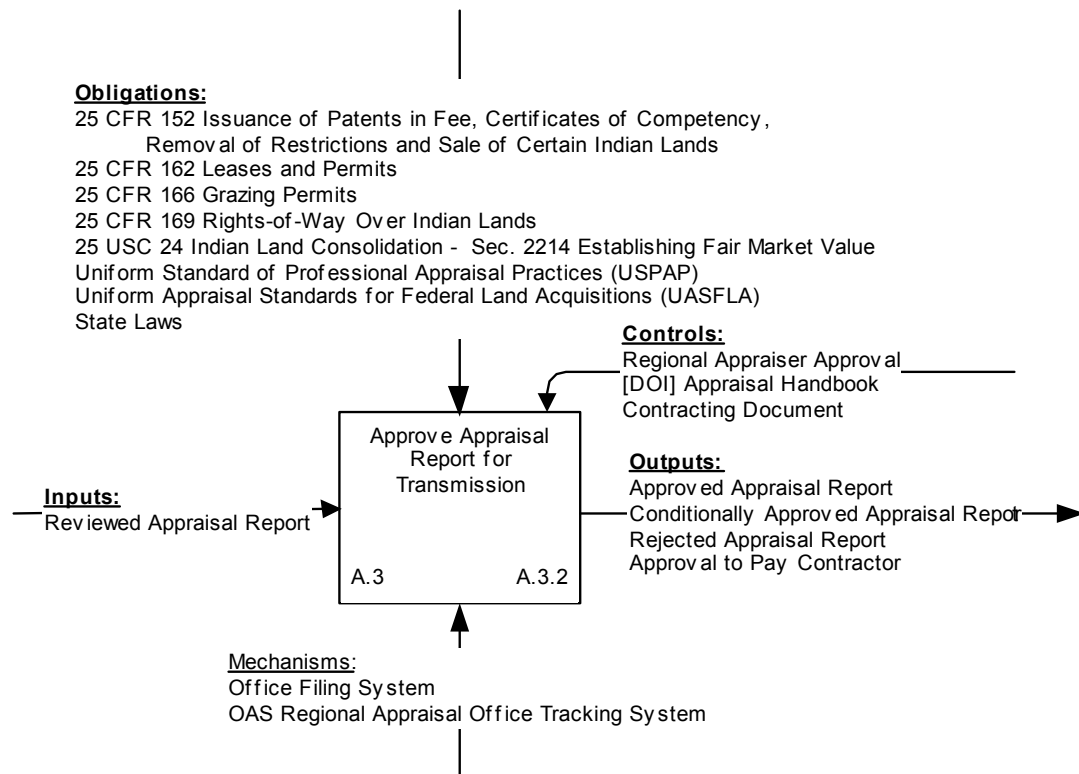 Obligations:
25 CFR 152 Issuance of Patents in Fee, Certificates of Competency,
Removal of Restrictions and Sale of Certain Indian Lands
25 CFR 162 Leases and Permits
25 CFR 166 Grazing Permits
25 CFR 169 Rights-of-Way Over Indian Lands
25 USC 24 Indian Land Consolidation - Sec. 2214 Establishing Fair Market Value
Uniform Standard of Professional Appraisal Practices (USPAP)
Uniform Appraisal Standards for Federal Land Acquisitions (UASFLA)
State Laws
Controls:
Regional Appraiser Approval
[DOI] Appraisal Handbook
Contracting Document
Approve Appraisal
Report for
Transmission
A.3 A.3.2
Inputs:
Reviewed Appraisal Report
Outputs:
Approved Appraisal Report
Conditionally Approved Appraisal Report
Rejected Appraisal Report
Approval to Pay Contractor
Mechanisms:
Office Filing System
OAS Regional Appraisal Office Tracking System